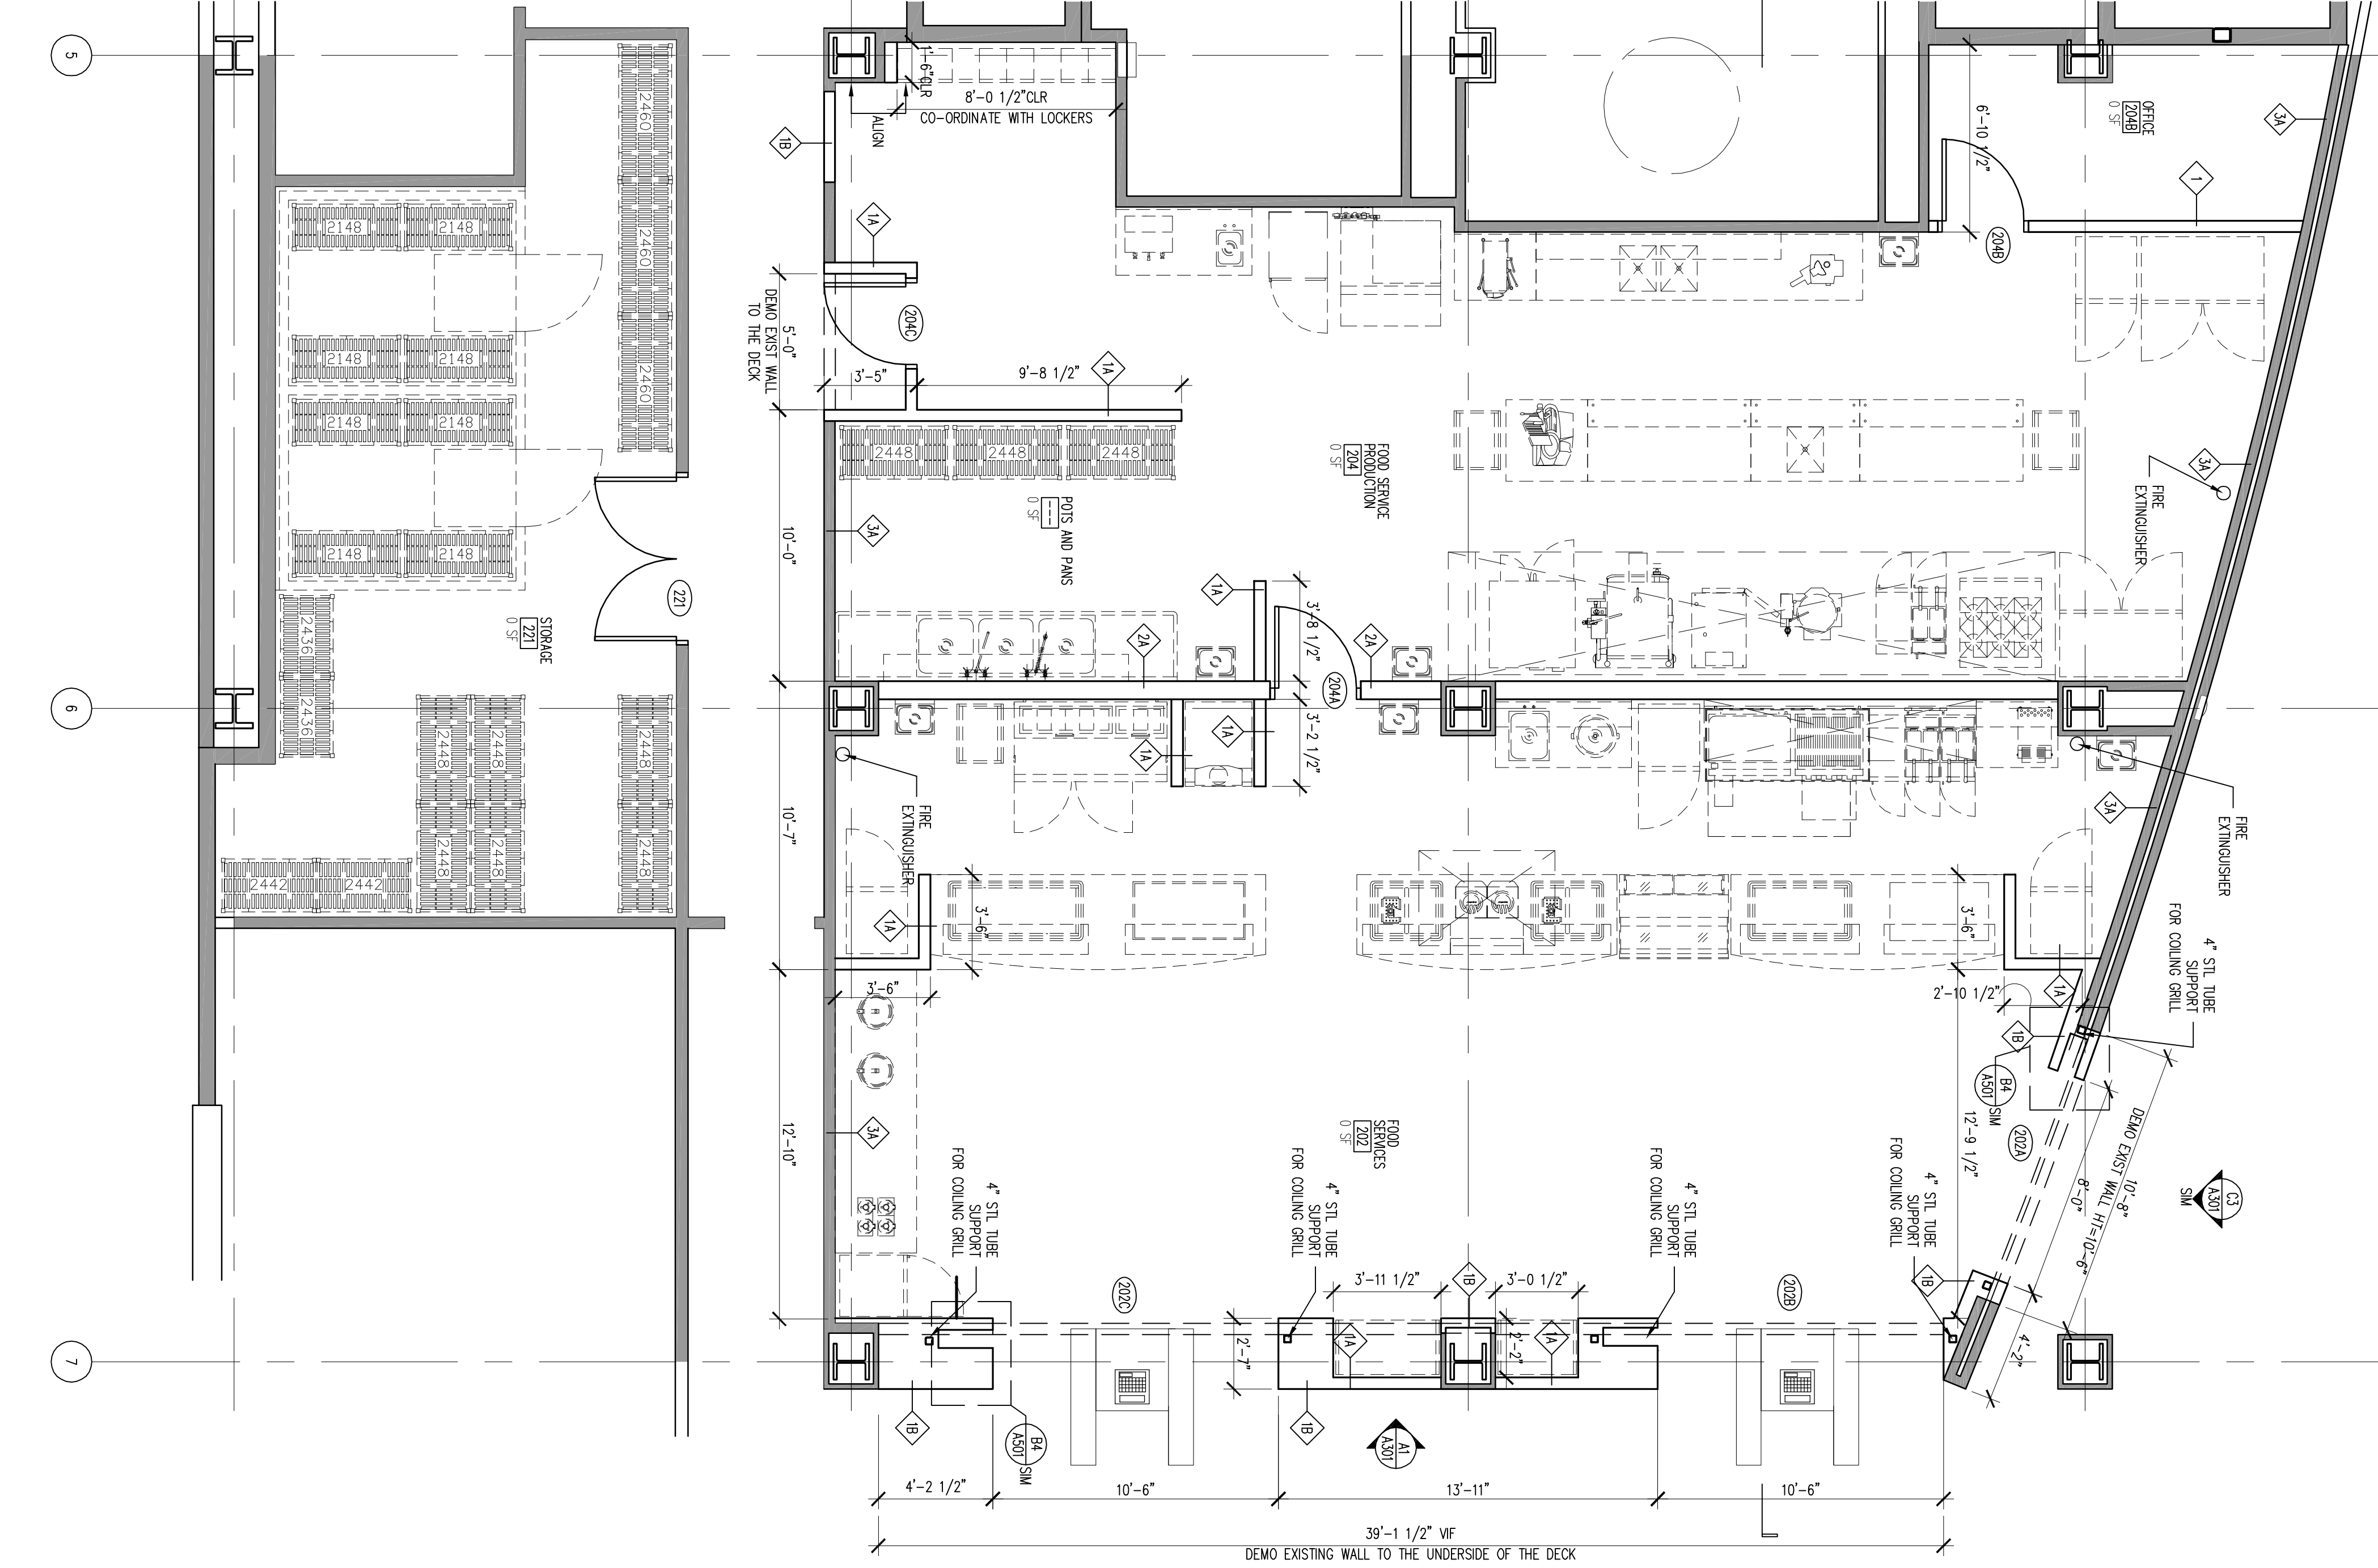 5
6
7
2460
2460
2460
2148
2148
2148
2148
2148
2148
2148
2148
2436
2436
2448
2448
2448
2448
2448
2448
2442
2442
221
STORAGE
221
0 SF
1'-6"CLR
8'-0 1/2"CLR
CO-ORDINATE WITH LOCKERS
ALIGN
1B
1A
204C
5'-0"
DEMO EXIST WALL
TO THE DECK
3'-5"
9'-8 1/2"
1A
2448
2448
2448
10'-0"
3A
POTS AND PANS
---
0 SF
FOOD SERVICE
PRODUCTION
204
0 SF
6'-10 1/2"
OFFICE
204B
0 SF
3A
1
204B
3A
FIRE
EXTINGUISHER
1A
3'-8 1/2"
2A
2A
204A
3'-2 1/2"
1A
1A
10'-7"
FIRE
EXTINGUISHER
1A
3'-6"
3'-6"
FIRE
EXTINGUISHER
3A
3'-6"
1A
2'-10 1/2"
1A
1B
4" STL TUBE
SUPPORT
FOR COILING GRILL
B4
A501
SIM
202A
12'-9 1/2"
DEMO EXIST WALL HT=10'-6"
10'-8"
8'-0"
4'-2"
C3
A301
SIM
12'-10"
3A
FOOD
SERVICES
202
0 SF
4" STL TUBE
SUPPORT
FOR COILING GRILL
4" STL TUBE
SUPPORT
FOR COILING GRILL
4" STL TUBE
SUPPORT
FOR COILING GRILL
4" STL TUBE
SUPPORT
FOR COILING GRILL
202C
3'-11 1/2"
1B
3'-0 1/2"
202B
1B
2'-7"
1A
2'-2"
1A
1B
1B
B4
A501
SIM
A1
A301
4'-2 1/2"
10'-6"
13'-11"
10'-6"
39'-1 1/2" VIF
DEMO EXISTING WALL TO THE UNDERSIDE OF THE DECK